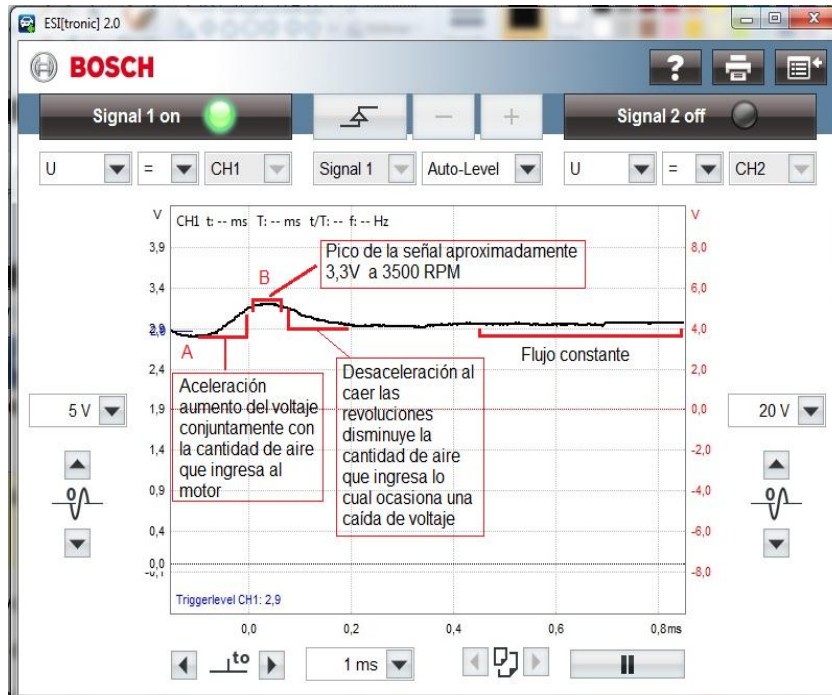 ESI[tronic] 2.0
BOSCH
?
Signal 1 on
− +
Signal 2 off
U = CH1 Signal 1 Auto-Level U = CH2
V CH1 t: -- ms T: -- ms t/T: -- f: -- Hz V
3,9
3,4
2,9
2,4
1,9
1,4
0,9
0,4
0,0
8,0
6,0
4,0
2,0
0,0
-2,0
-4,0
-6,0
-8,0
Pico de la señal aproximadamente
3,3V a 3500 RPM
B
A
Aceleración
aumento del voltaje
conjuntamente con
la cantidad de aire
que ingresa al
motor
Desaceleración al
caer las
revoluciones
disminuye la
cantidad de aire
que ingresa lo
cual ocasiona una
caída de voltaje
Flujo constante
5 V
20 V
0
0
Triggerlevel CH1: 2,9
0,0 0,2 0,4 0,6 0,8ms
to
1 ms